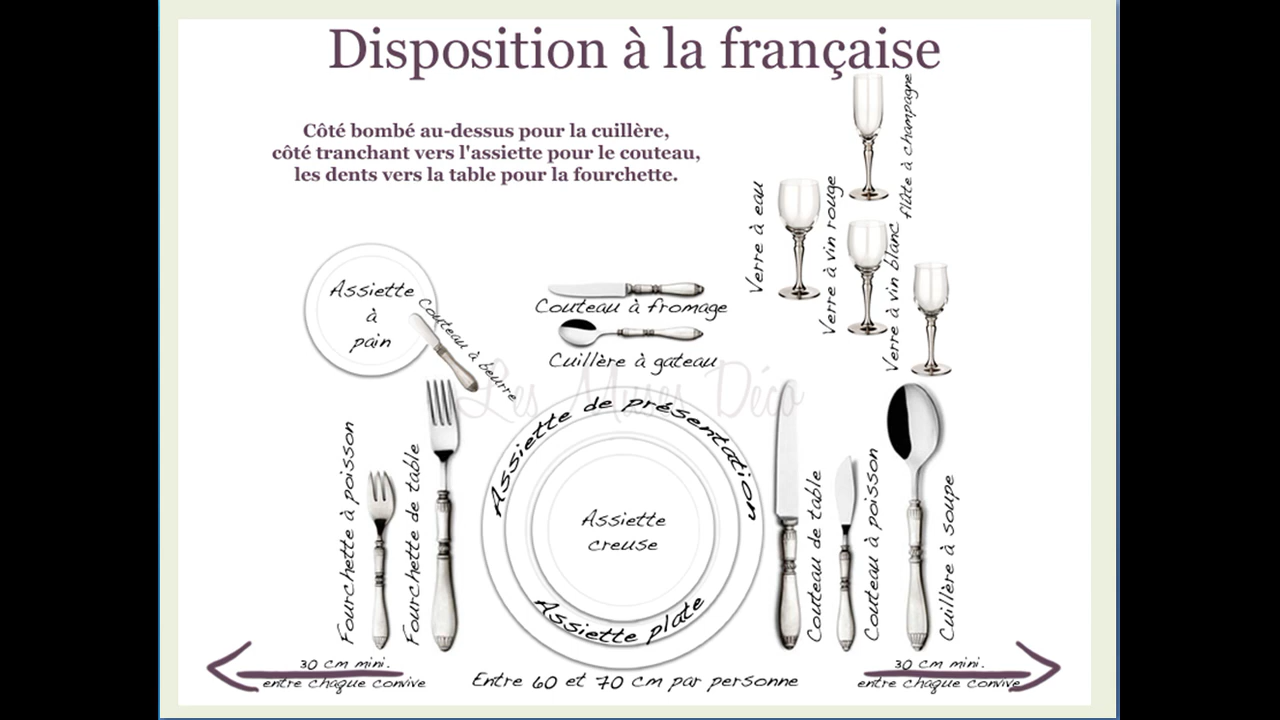 Disposition à la française
Côté bombé au-dessus pour la cuillère,
côté tranchant vers l'assiette pour le couteau,
les dents vers la table pour la fourchette.
flûte à champagne
Verre à eau
Verre à vin rouge
Verre à vin blanc
Assiette
à
pain
Couteau à beurre
Couteau à fromage
Cuillère à gateau
Les Muses Déco
Fourchette à poisson
Fourchette de table
Assiette de présentation
Assiette
creuse
Assiette plate
Couteau de table
Couteau à poisson
Cuillère à soupe
30 cm mini.
entre chaque convive
Entre 60 et 70 cm par personne
30 cm mini.
entre chaque convive